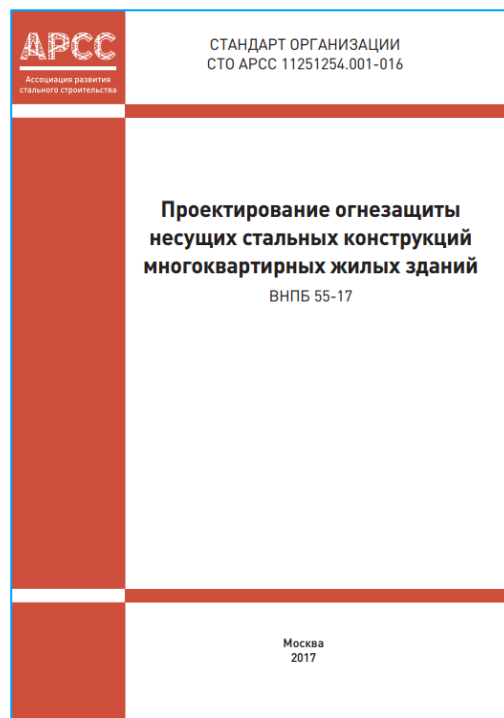 АРСС
Ассоциация развития
стального строительства
СТАНДАРТ ОРГАНИЗАЦИИ
СТО АРСС 11251254.001-016
Проектирование огнезащиты
несущих стальных конструкций
многоквартирных жилых зданий
ВНПБ 55-17
Москва
2017